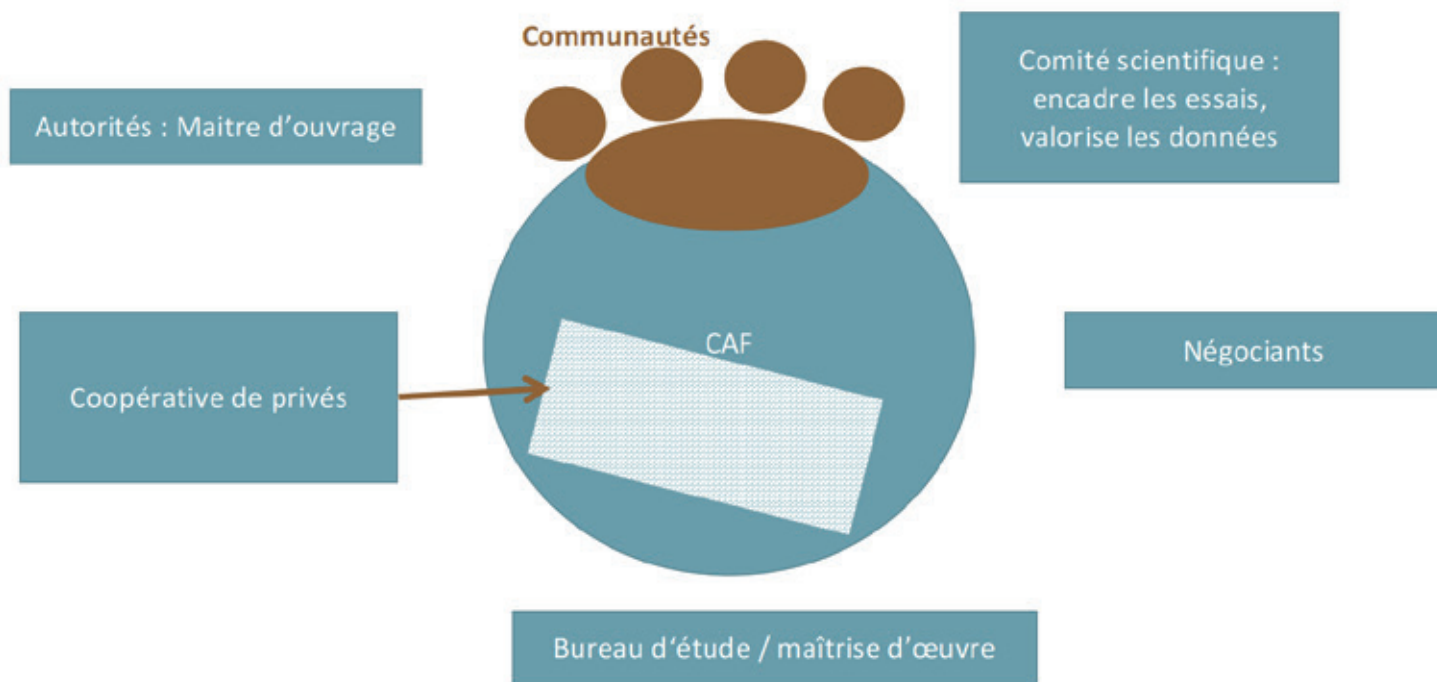 Communautés
Comité scientifique :
encadre les essais,
valorise les données
Autorités : Maitre d'ouvrage
CAF
Négociants
Coopérative de privés
Bureau d‘étude / maîtrise d'œuvre